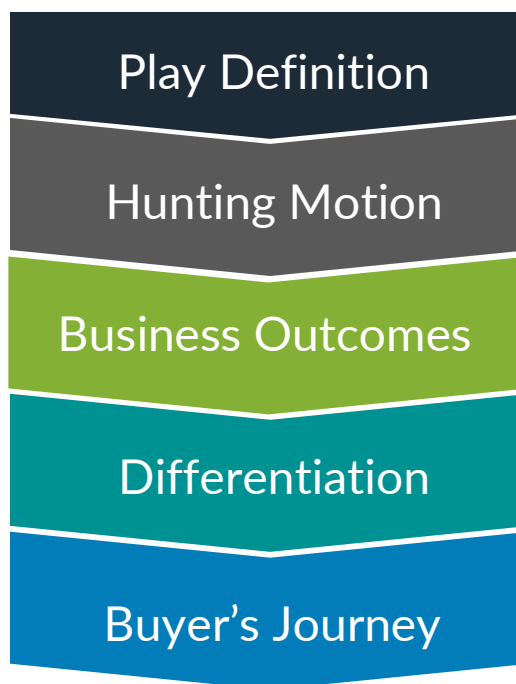 Play Definition
Hunting Motion
Business Outcomes
Differentiation
Buyer’s Journey